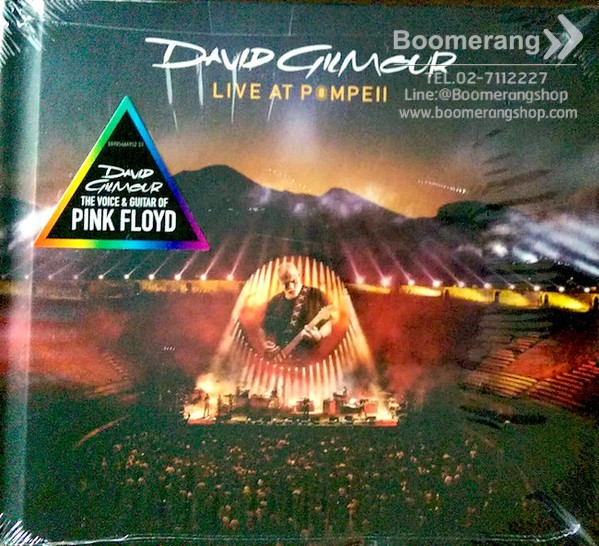 DAVID GILMOUR
LIVE AT POMPEII
Boomerang
TEL.02-7112227
Line:@Boomerangshop
www.boomerangshop.com
DAVID
GILMOUR
THE VOICE & GUITAR OF
PINK FLOYD